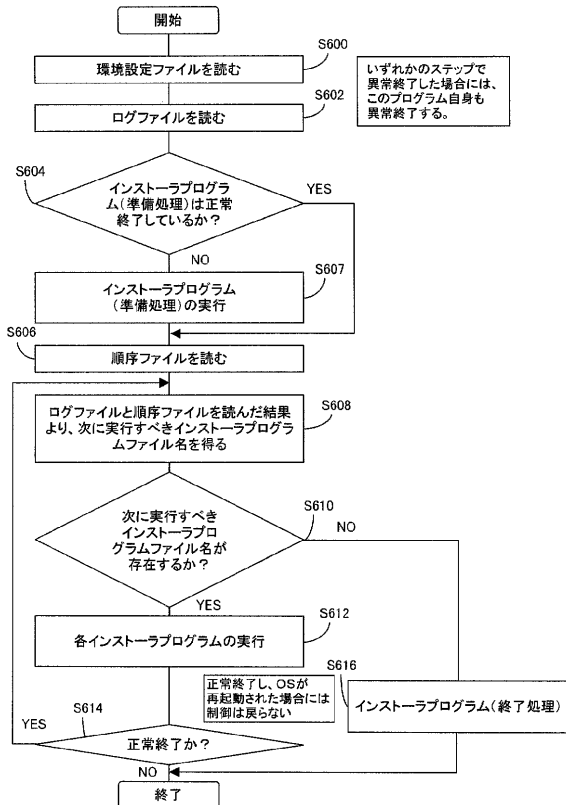 開始
S600
環境設定ファイルを読む
いずれかのステップで
異常終了した場合には、
このプログラム自身も
異常終了する。
S602
ログファイルを読む
S604
インストーラプログラ
ム(準備処理)は正常
終了しているか?
YES
NO
S607
インストーラプログラム
(準備処理)の実行
S606
順序ファイルを読む
S608
ログファイルと順序ファイルを読んだ結果
より、次に実行すべきインストーラプログラ
ムファイル名を得る
S610
次に実行すべき
インストーラプロ
グラムファイル名が
存在するか?
NO
YES
S612
各インストーラプログラムの実行
S616
正常終了し、OSが
再起動された場合には
制御は戻らない
インストーラプログラム(終了処理)
S614
YES
正常終了か?
NO
終了